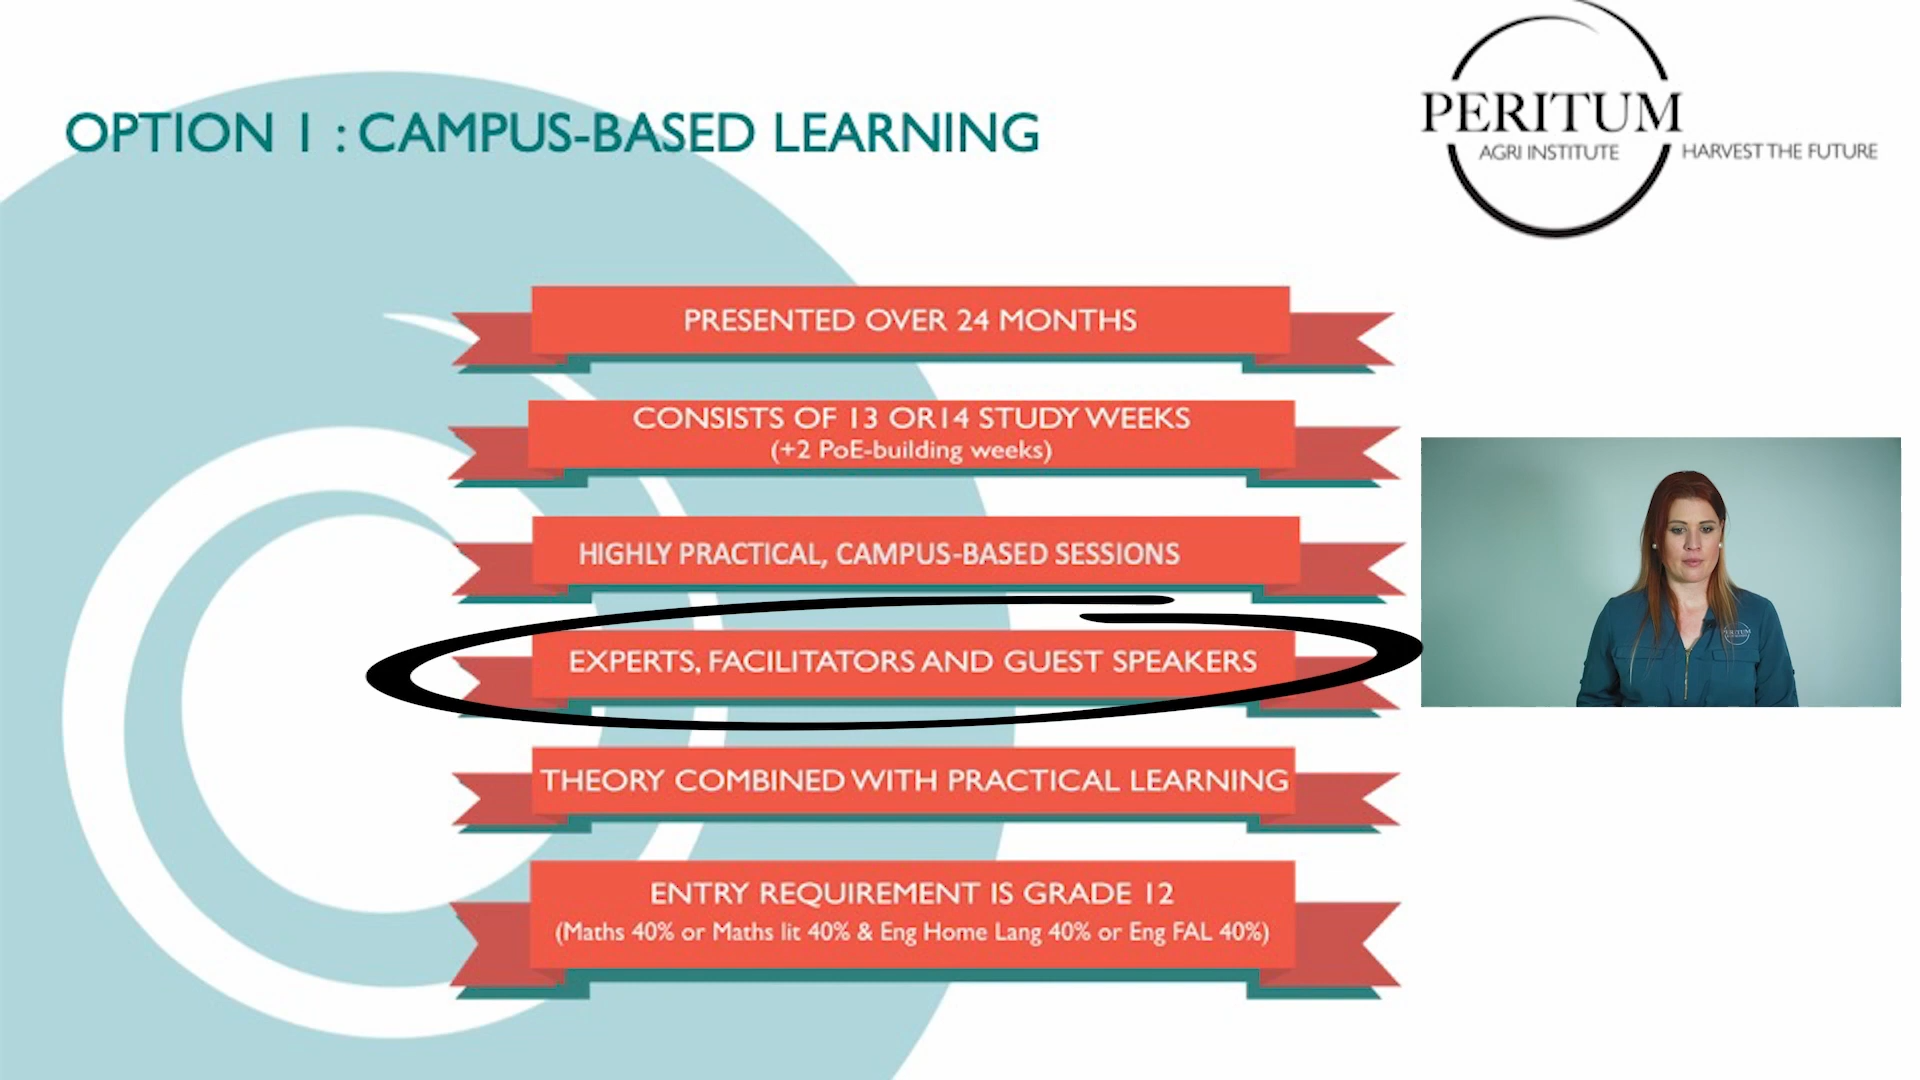 OPTION 1 : CAMPUS-BASED LEARNING
PERITUM
AGRI INSTITUTE
HARVEST THE FUTURE
PRESENTED OVER 24 MONTHS
CONSISTS OF 13 OR14 STUDY WEEKS
(+2 PoE-building weeks)
HIGHLY PRACTICAL, CAMPUS-BASED SESSIONS
EXPERTS, FACILITATORS AND GUEST SPEAKERS
THEORY COMBINED WITH PRACTICAL LEARNING
ENTRY REQUIREMENT IS GRADE 12
(Maths 40% or Maths lit 40% & Eng Home Lang 40% or Eng FAL 40%)
PERITUM